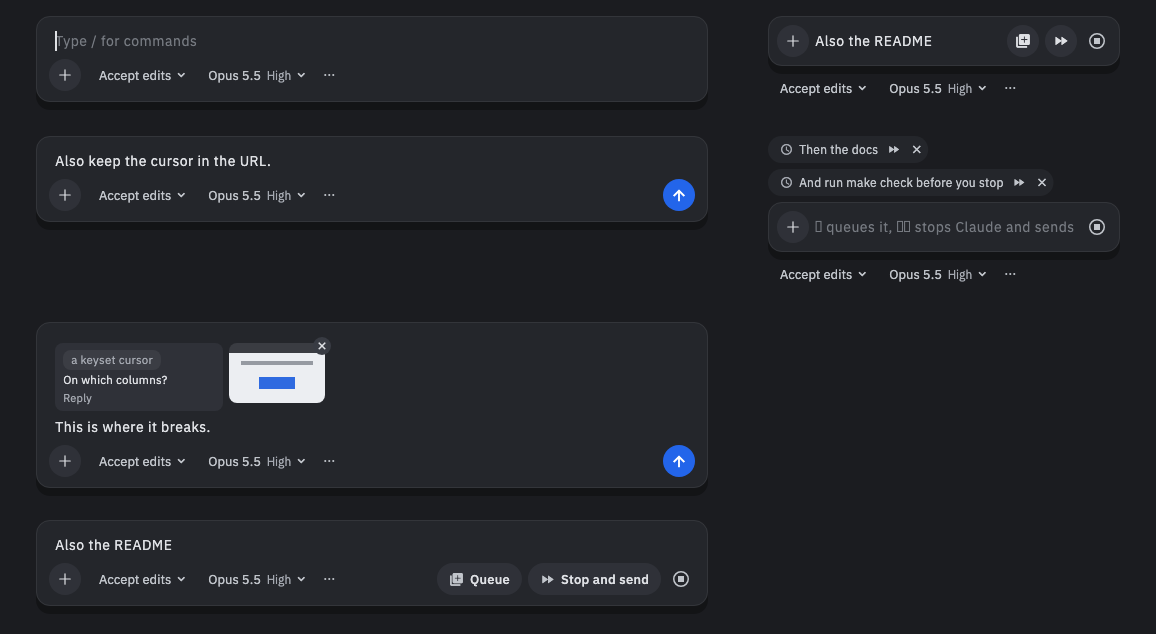 Type / for commands
Accept edits Opus 5.5 High ...
Also keep the cursor in the URL.
Accept edits Opus 5.5 High ...
a keyset cursor
On which columns?
Reply
This is where it breaks.
Accept edits Opus 5.5 High ...
Also the README
Accept edits Opus 5.5 High ... Queue Stop and send
Also the README
Accept edits Opus 5.5 High ...
Then the docs
And run make check before you stop
queues it, stops Claude and sends
Accept edits Opus 5.5 High ...